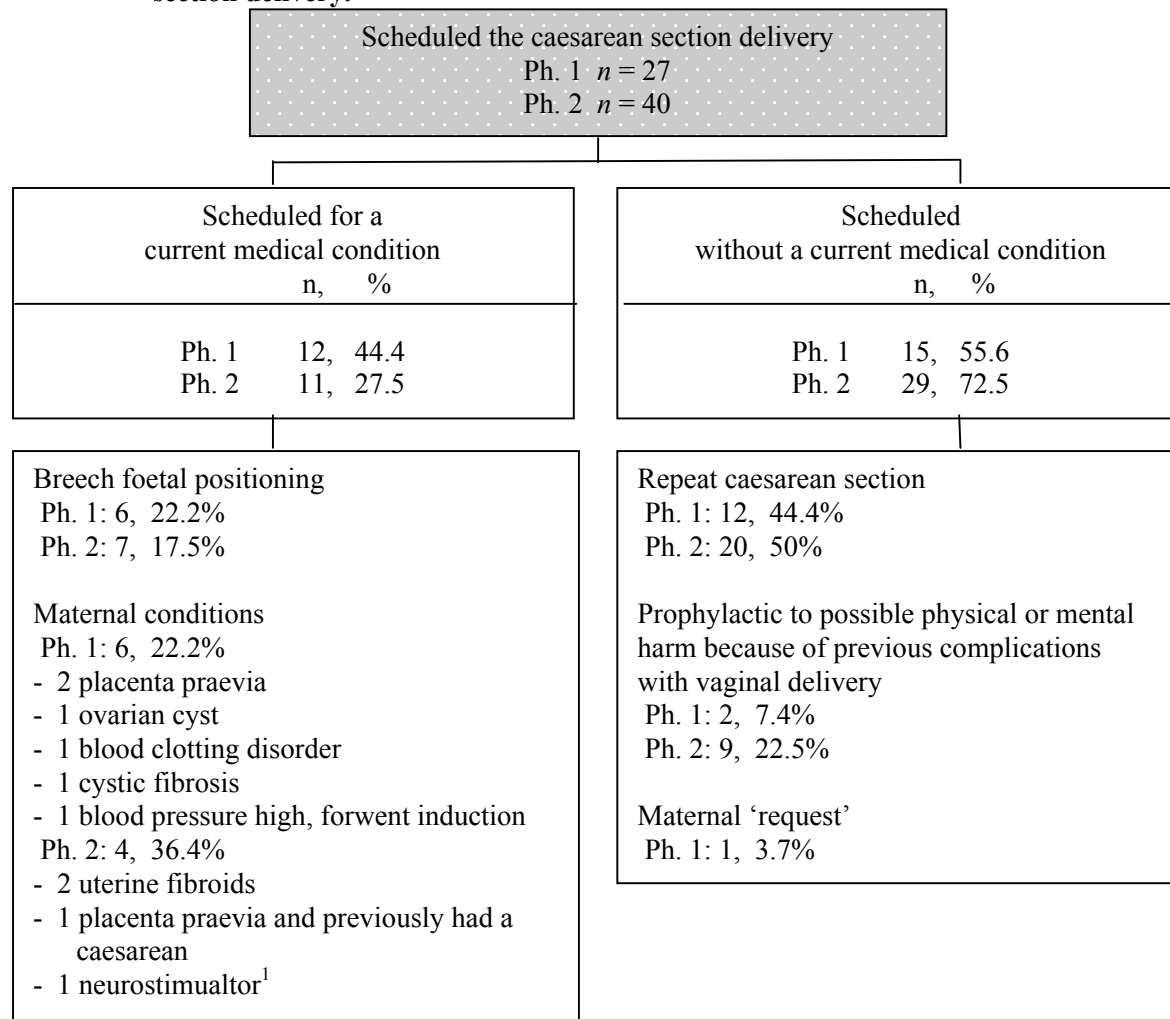 section delivery.
Scheduled the caesarean section delivery
Ph. 1 n = 27
Ph. 2 n = 40
Scheduled for a
current medical condition
n, %
Ph. 1 12, 44.4
Ph. 2 11, 27.5
Scheduled
without a current medical condition
n, %
Ph. 1 15, 55.6
Ph. 2 29, 72.5
Breech foetal positioning
Ph. 1: 6, 22.2%
Ph. 2: 7, 17.5%
Maternal conditions
Ph. 1: 6, 22.2%
- 2 placenta praevia
- 1 ovarian cyst
- 1 blood clotting disorder
- 1 cystic fibrosis
- 1 blood pressure high, forwent induction
Ph. 2: 4, 36.4%
- 2 uterine fibroids
- 1 placenta praevia and previously had a
caesarean
- 1 neurostimualtor1
Repeat caesarean section
Ph. 1: 12, 44.4%
Ph. 2: 20, 50%
Prophylactic to possible physical or mental
harm because of previous complications
with vaginal delivery
Ph. 1: 2, 7.4%
Ph. 2: 9, 22.5%
Maternal ‘request’
Ph. 1: 1, 3.7%